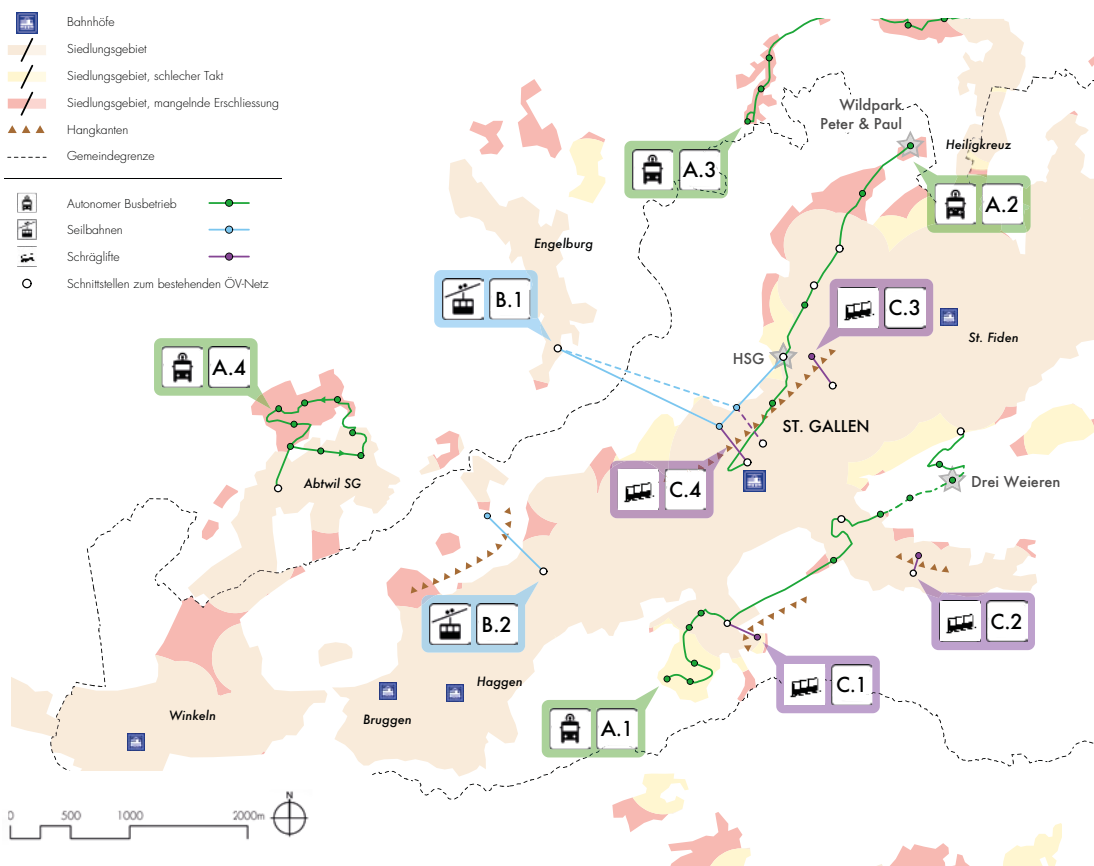 Bahnhöfe
Siedlungsgebiet
Siedlungsgebiet, schlecher Takt
Siedlungsgebiet, mangelnde Erschliessung
Hangkanten
Gemeindegrenze
Autonomer Busbetrieb
Seilbahnen
Schräglifte
Schnittstellen zum bestehenden ÖV-Netz
Wildpark
Peter & Paul
Heiligkreuz
A.3
A.2
Engelburg
B.1
C.3
St. Fiden
HSG
A.4
ST. GALLEN
Abtwil SG
C.4
Drei Weieren
B.2
C.2
Haggen
C.1
Winkeln
Bruggen
A.1
0
500
1000
2000m
N